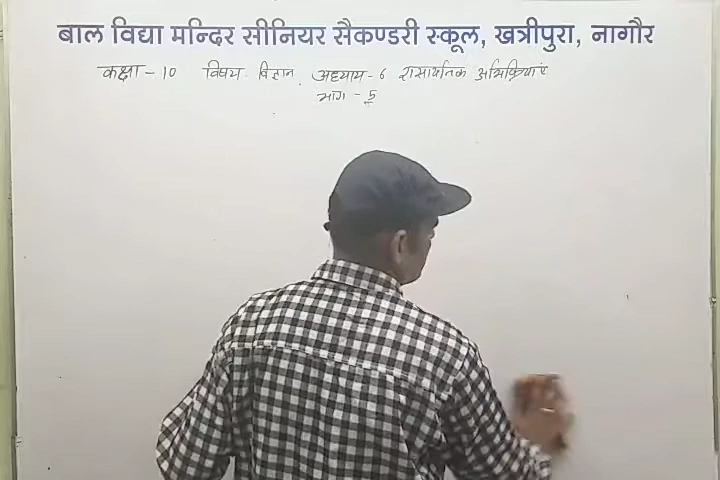 बाल विद्या मन्दिर सीनियर सैकण्डरी स्कूल, खत्रीपुरा, नागौर
कक्षा - 10 विषय विज्ञान. अध्याय - 6 रासायनिक अभिक्रियाएं
भाग - 5